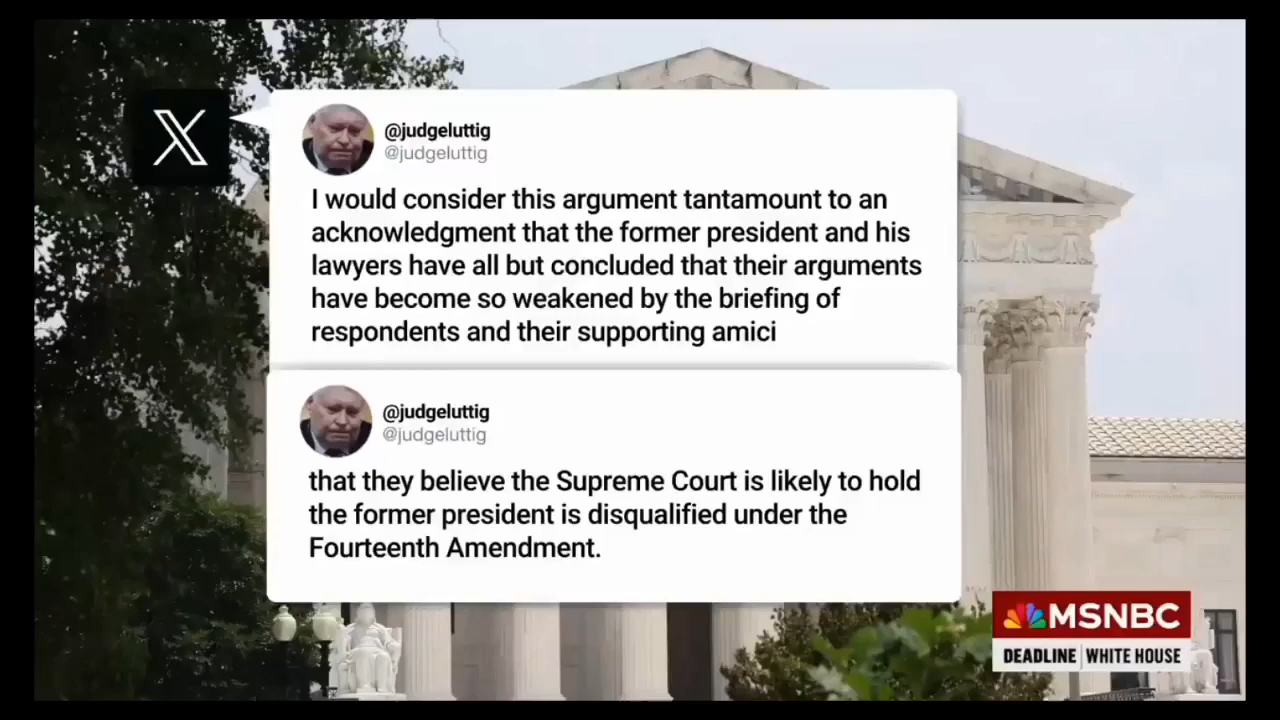 @judgeluttig
@judgeluttig
I would consider this argument tantamount to an
acknowledgment that the former president and his
lawyers have all but concluded that their arguments
have become so weakened by the briefing of
respondents and their supporting amici
@judgeluttig
@judgeluttig
that they believe the Supreme Court is likely to hold
the former president is disqualified under the
Fourteenth Amendment.
MSNBC
DEADLINE | WHITE HOUSE